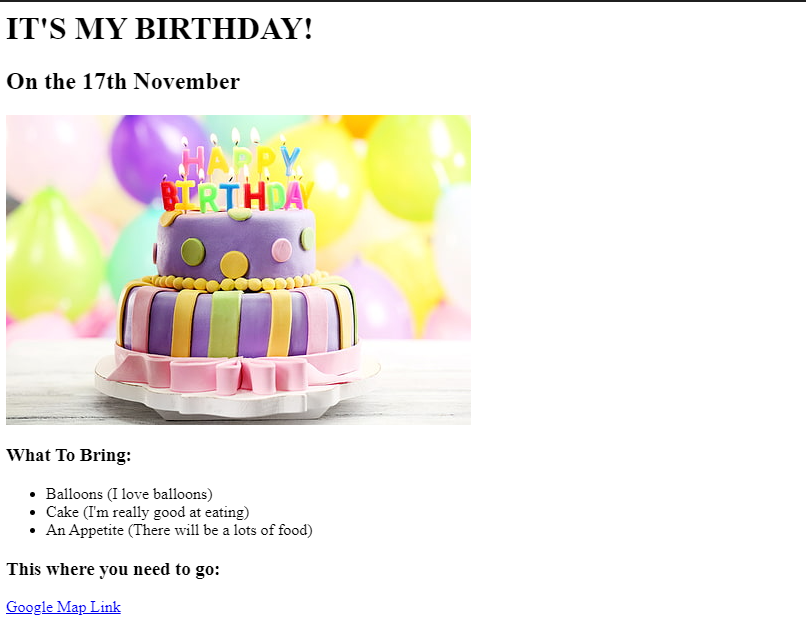 IT'S MY BIRTHDAY!
On the 17th November
HAPPY
BIRTHDAY
What To Bring:
Balloons (I love balloons)
Cake (I'm really good at eating)
An Appetite (There will be a lots of food)
This where you need to go:
Google Map Link